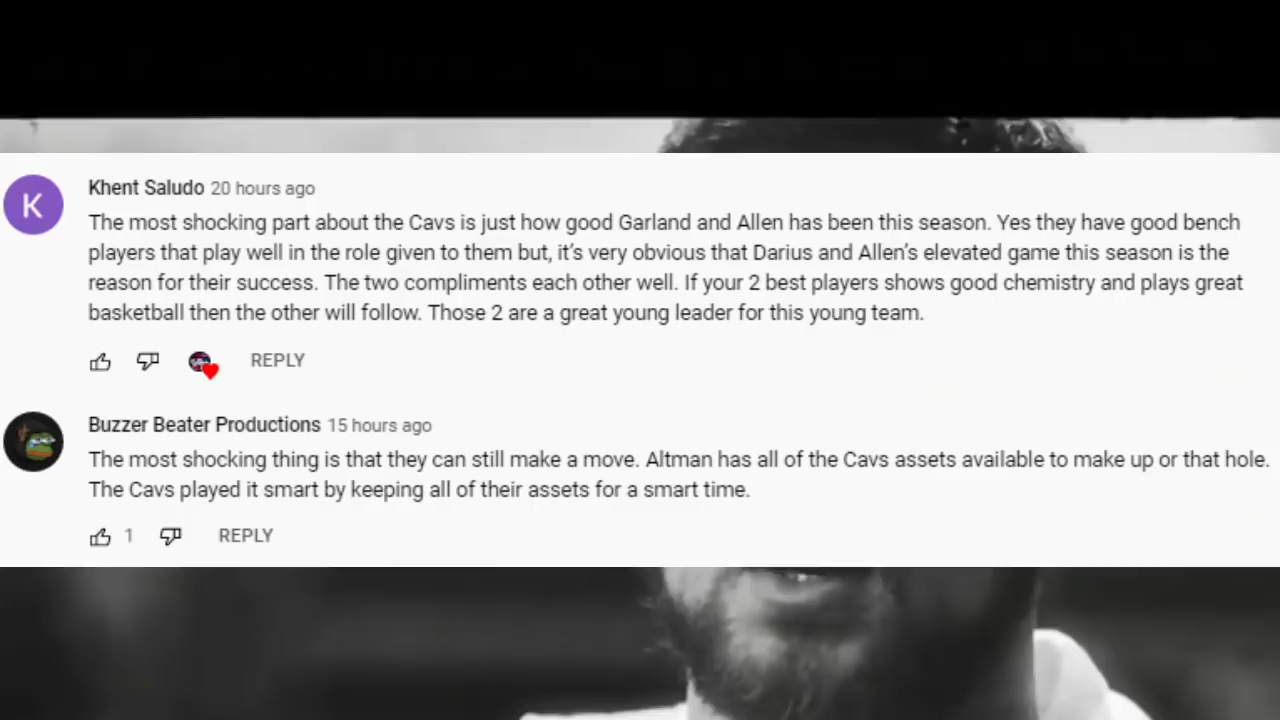 K
Khent Saludo 20 hours ago
The most shocking part about the Cavs is just how good Garland and Allen has been this season. Yes they have good bench
players that play well in the role given to them but, it’s very obvious that Darius and Allen’s elevated game this season is the
reason for their success. The two compliments each other well. If your 2 best players shows good chemistry and plays great
basketball then the other will follow. Those 2 are a great young leader for this young team.
REPLY
Buzzer Beater Productions 15 hours ago
The most shocking thing is that they can still make a move. Altman has all of the Cavs assets available to make up or that hole.
The Cavs played it smart by keeping all of their assets for a smart time.
1 REPLY